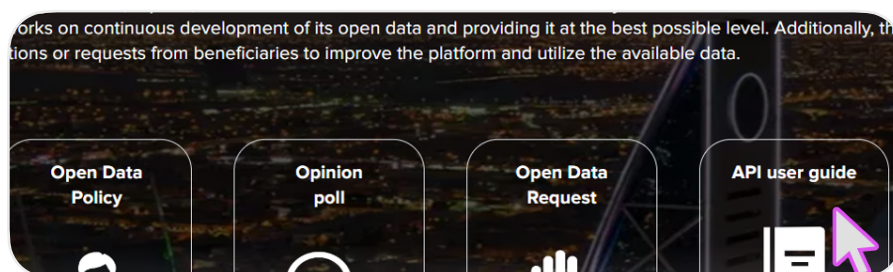 orks on continuous development of its open data and providing it at the best possible level. Additionally, th
tions or requests from beneficiaries to improve the platform and utilize the available data.
Open Data
Policy
Opinion
poll
Open Data
Request
API user guide